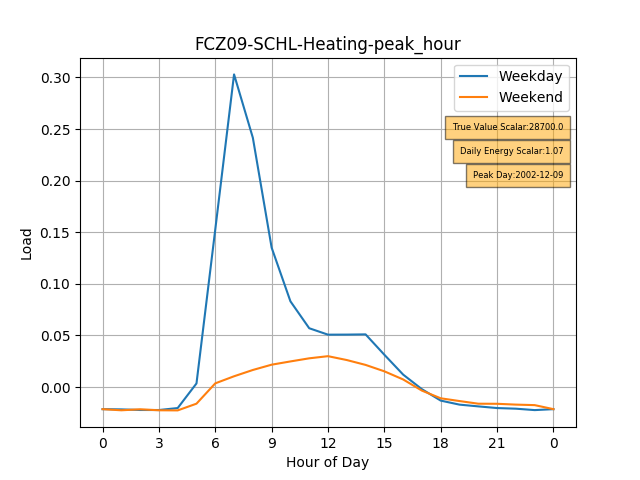 FCZ09-SCHL-Heating-peak_hour
Weekday
Weekend
True Value Scalar:28700.0
Daily Energy Scalar:1.07
Peak Day:2002-12-09
Load
0.30
0.25
0.20
0.15
0.10
0.05
0.00
0 3 6 9 12 15 18 21 0
Hour of Day